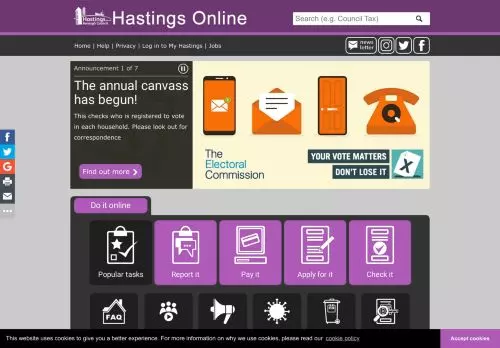 Hastings
Borough Council
Hastings Online
Search (e.g. Council Tax)
Home | Help | Privacy | Log in to My Hastings | Jobs
news
letter
Announcement 1 of 7
The annual canvass
has begun!
This checks who is registered to vote
in each household. Please look out for
correspondence
Find out more
The
Electoral
Commission
YOUR VOTE MATTERS
DON'T LOSE IT
Do it online
Popular tasks
Report it
Pay it
Apply for it
Check it
FAQ
This website uses cookies to give you a better experience. For more information on why we use cookies, please read our cookie policy
Accept cookies